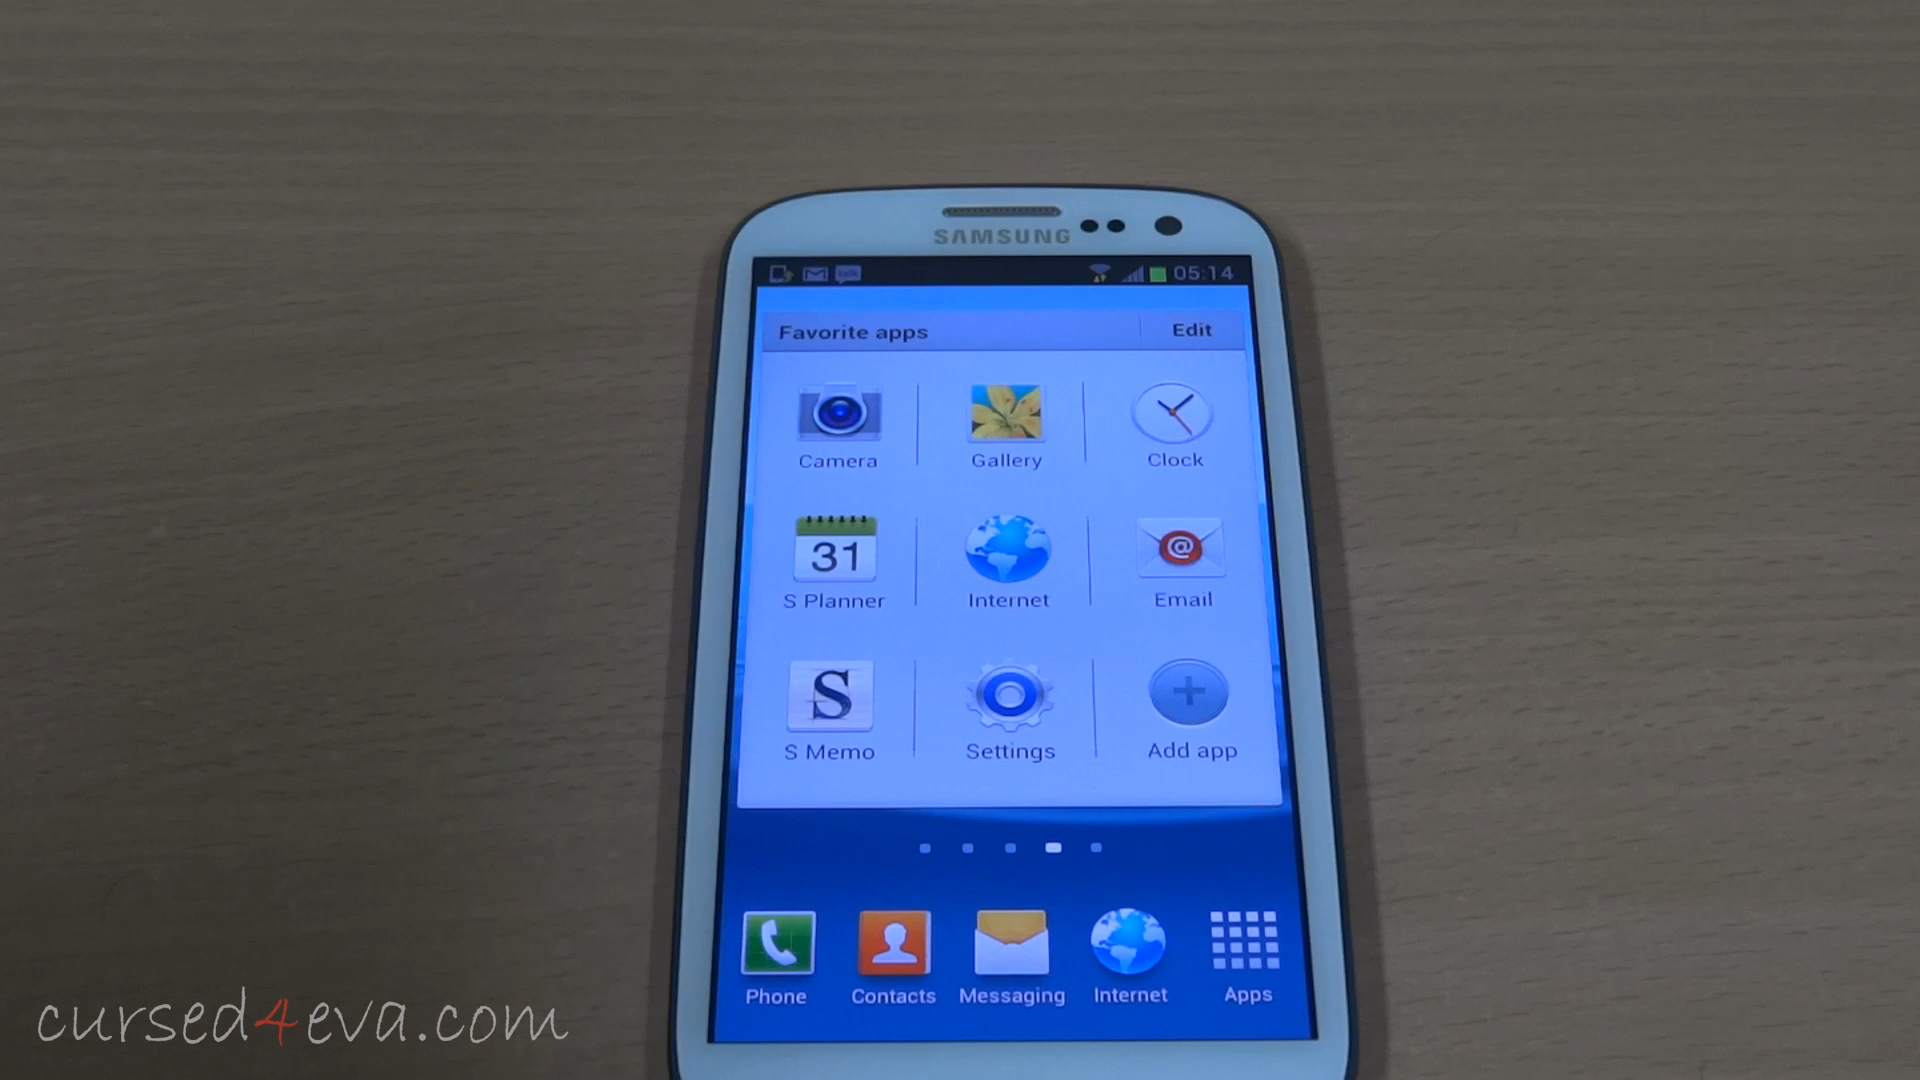 SAMSUNG
talk
05:14
Favorite apps
Edit
Camera
Gallery
Clock
31
S Planner
Internet
@
Email
S
S Memo
Settings
Add app
Phone
Contacts
Messaging
Internet
Apps
cursed4eva.com